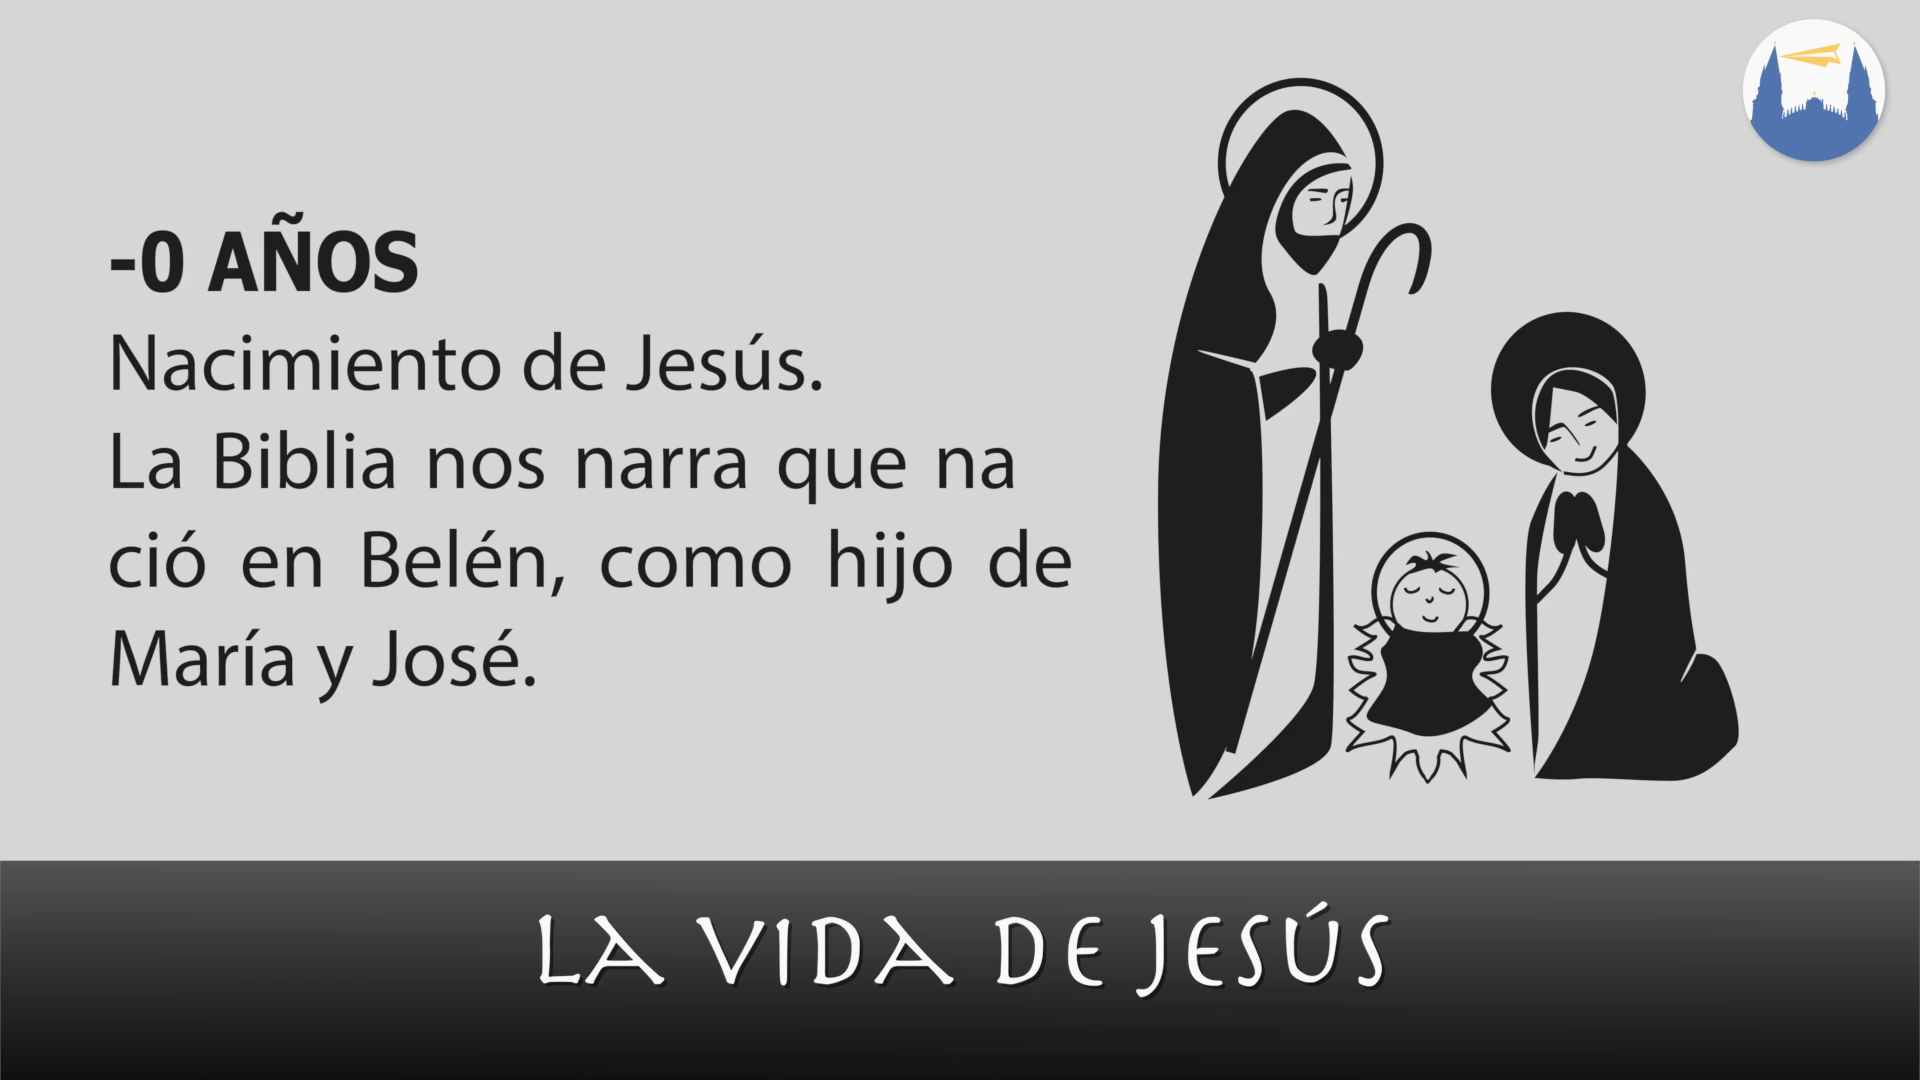 -0 AÑOS
Nacimiento de Jesús.
La Biblia nos narra que na
ció en Belén, como hijo de
María y José.
LA VIDA DE JESÚS